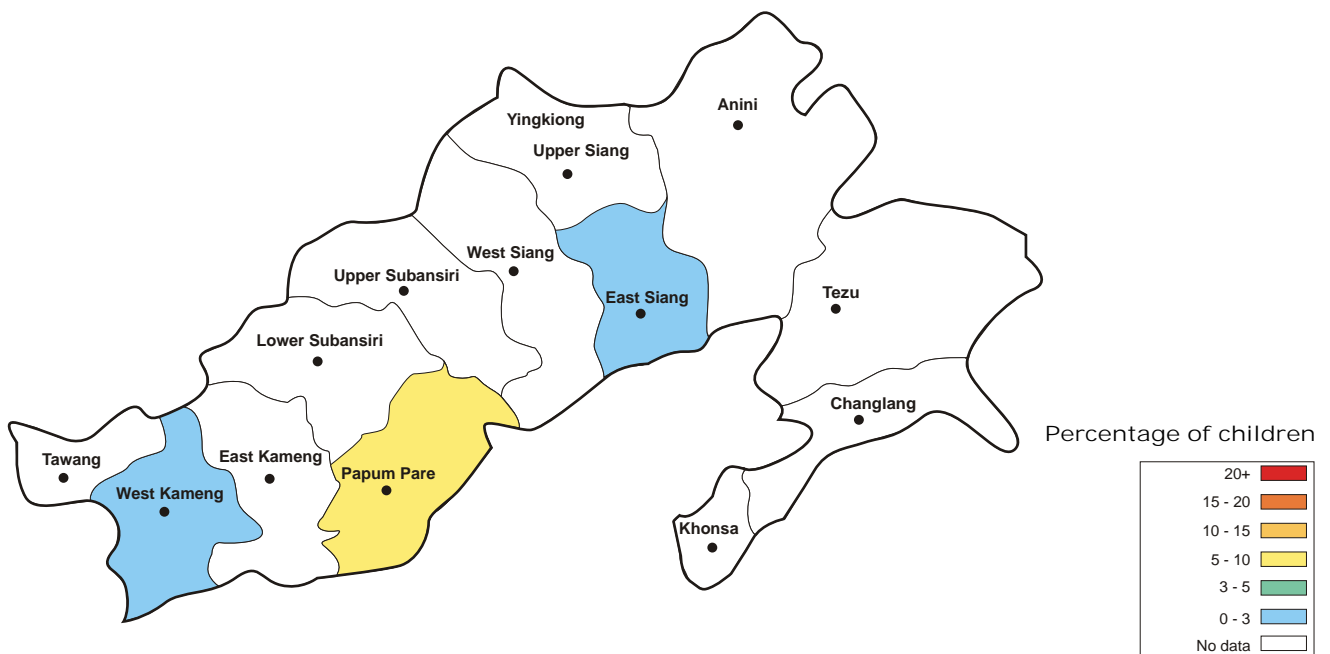 Anini
Yingkiong
Upper Siang
West Siang
Upper Subansiri
East Siang
Tezu
Lower Subansiri
Changlang
Tawang
East Kameng
Papum Pare
West Kameng
Khonsa
Percentage of children
20+
15 - 20
10 - 15
5 - 10
3 - 5
0 - 3
No data